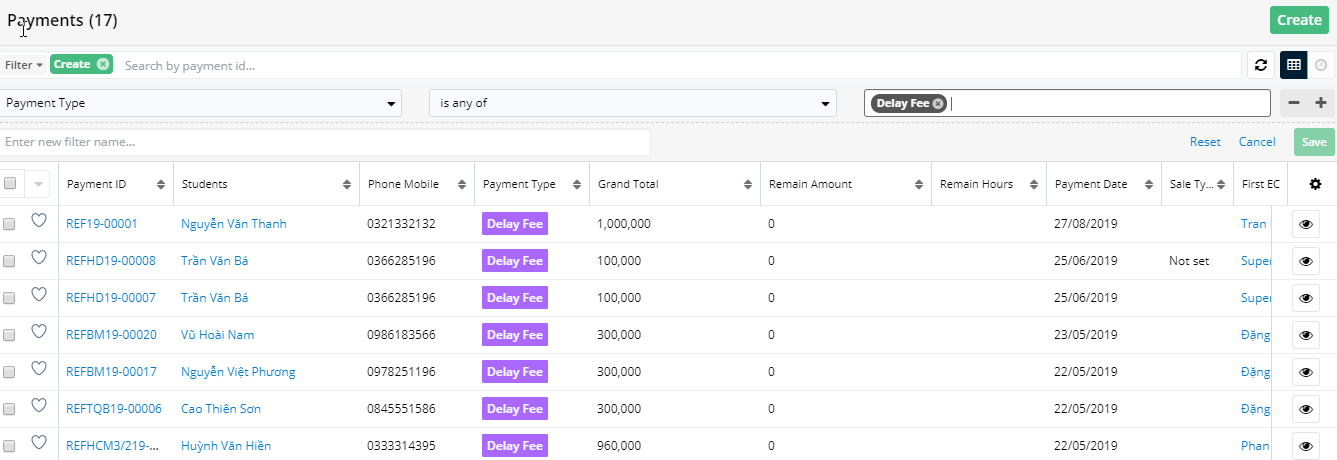 Payments (17) Create
Filter Create Search by payment id...
Payment Type is any of Delay Fee
Enter new filter name... Reset Cancel Save
Payment ID Students Phone Mobile Payment Type Grand Total Remain Amount Remain Hours Payment Date Sale Ty... First EC
REF19-00001 Nguyễn Văn Thanh 0321332132 Delay Fee 1,000,000 0 27/08/2019 Tran
REFHD19-00008 Trần Văn Bá 0366285196 Delay Fee 100,000 0 25/06/2019 Not set Super
REFHD19-00007 Trần Văn Bá 0366285196 Delay Fee 100,000 0 25/06/2019 Super
REFBM19-00020 Vũ Hoài Nam 0986183566 Delay Fee 300,000 0 23/05/2019 Đặng
REFBM19-00017 Nguyễn Việt Phương 0978251196 Delay Fee 300,000 0 22/05/2019 Đặng
REFTQB19-00006 Cao Thiên Sơn 0845551586 Delay Fee 300,000 0 22/05/2019 Đặng
REFHCM3/219-... Huỳnh Văn Hiền 0333314395 Delay Fee 960,000 0 22/05/2019 Phan